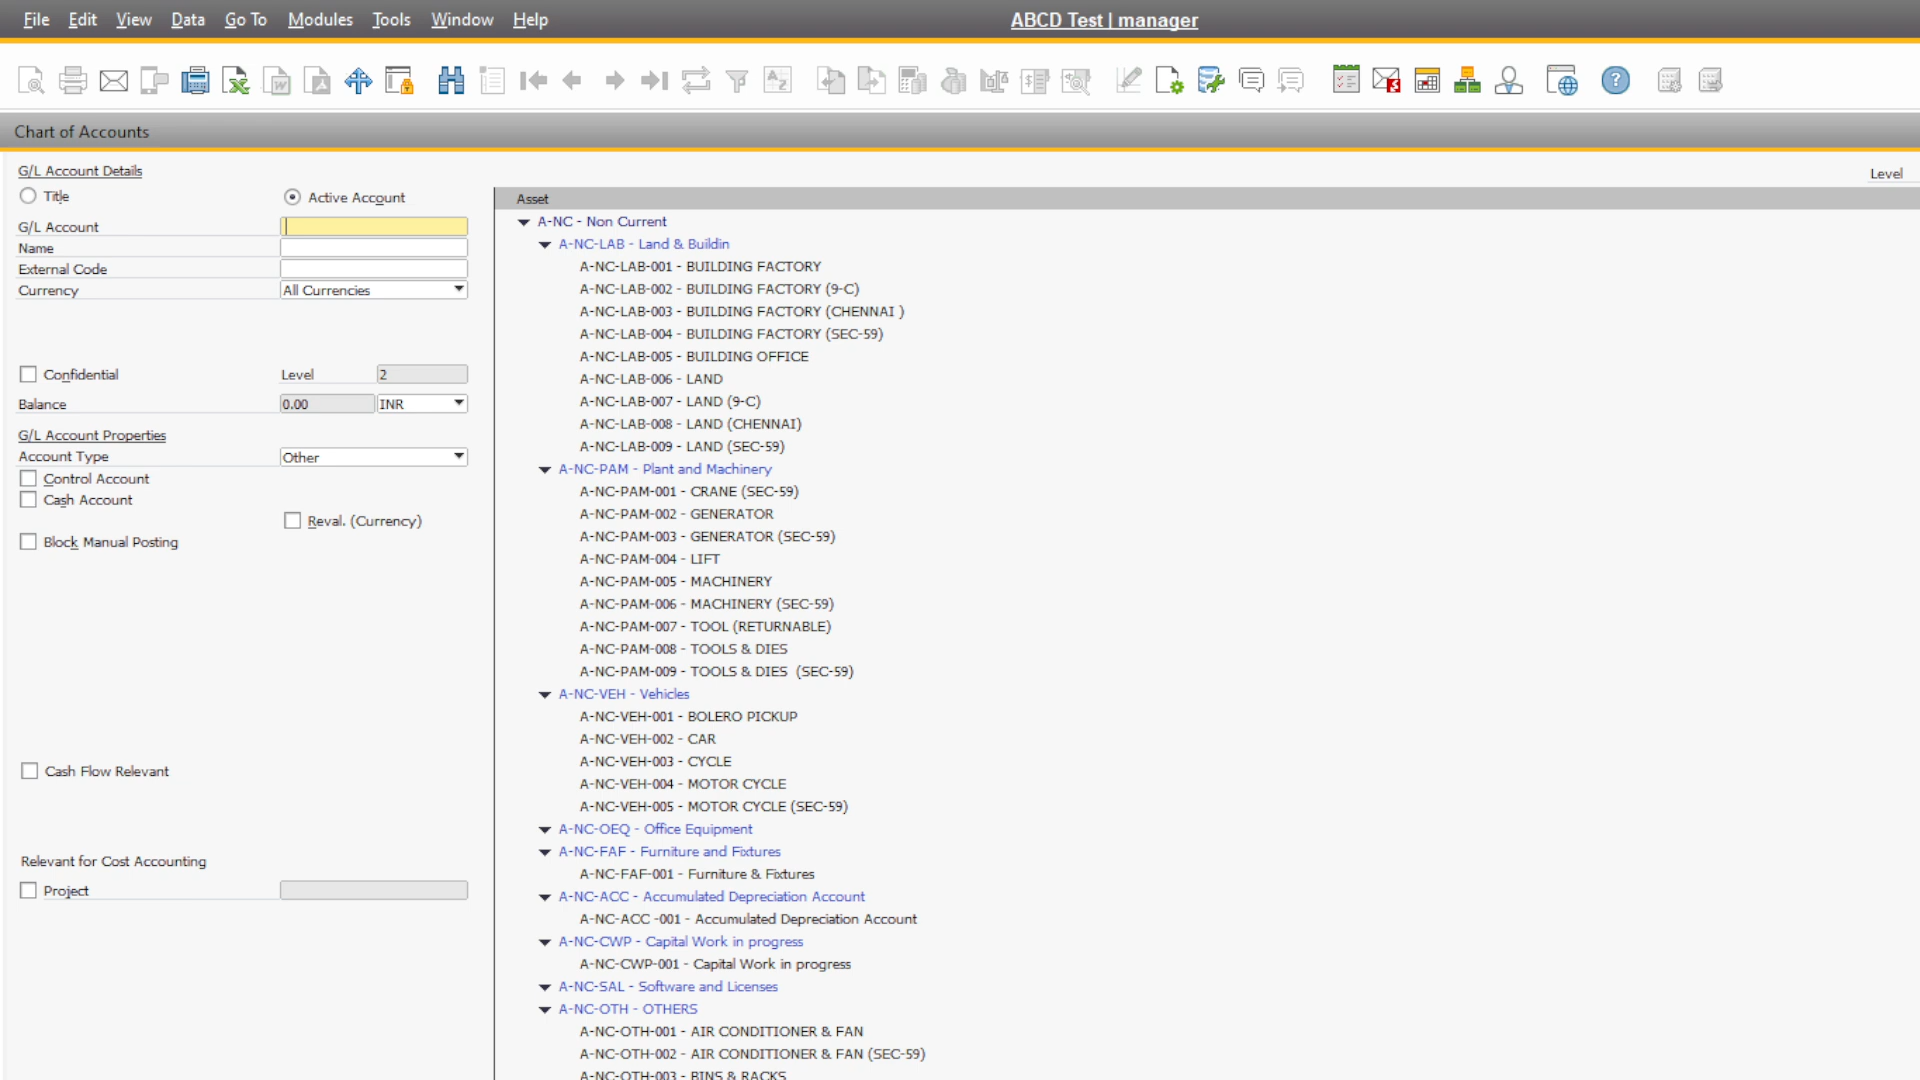 File Edit View Data Go To Modules Tools Window Help
ABCD Test | manager
Chart of Accounts
G/L Account Details
Level
Title
Active Account
G/L Account
Name
External Code
Currency All Currencies
Confidential Level 2
Balance 0.00 INR
G/L Account Properties
Account Type Other
Control Account
Cash Account
Reval. (Currency)
Block Manual Posting
Cash Flow Relevant
Relevant for Cost Accounting
Project
Asset
A-NC - Non Current
A-NC-LAB - Land & Buildin
A-NC-LAB-001 - BUILDING FACTORY
A-NC-LAB-002 - BUILDING FACTORY (9-C)
A-NC-LAB-003 - BUILDING FACTORY (CHENNAI )
A-NC-LAB-004 - BUILDING FACTORY (SEC-59)
A-NC-LAB-005 - BUILDING OFFICE
A-NC-LAB-006 - LAND
A-NC-LAB-007 - LAND (9-C)
A-NC-LAB-008 - LAND (CHENNAI)
A-NC-LAB-009 - LAND (SEC-59)
A-NC-PAM - Plant and Machinery
A-NC-PAM-001 - CRANE (SEC-59)
A-NC-PAM-002 - GENERATOR
A-NC-PAM-003 - GENERATOR (SEC-59)
A-NC-PAM-004 - LIFT
A-NC-PAM-005 - MACHINERY
A-NC-PAM-006 - MACHINERY (SEC-59)
A-NC-PAM-007 - TOOL (RETURNABLE)
A-NC-PAM-008 - TOOLS & DIES
A-NC-PAM-009 - TOOLS & DIES (SEC-59)
A-NC-VEH - Vehicles
A-NC-VEH-001 - BOLERO PICKUP
A-NC-VEH-002 - CAR
A-NC-VEH-003 - CYCLE
A-NC-VEH-004 - MOTOR CYCLE
A-NC-VEH-005 - MOTOR CYCLE (SEC-59)
A-NC-OEQ - Office Equipment
A-NC-FAF - Furniture and Fixtures
A-NC-FAF-001 - Furniture & Fixtures
A-NC-ACC - Accumulated Depreciation Account
A-NC-ACC -001 - Accumulated Depreciation Account
A-NC-CWP - Capital Work in progress
A-NC-CWP-001 - Capital Work in progress
A-NC-SAL - Software and Licenses
A-NC-OTH - OTHERS
A-NC-OTH-001 - AIR CONDITIONER & FAN
A-NC-OTH-002 - AIR CONDITIONER & FAN (SEC-59)
A-NC-OTH-003 - BINS & RACKS